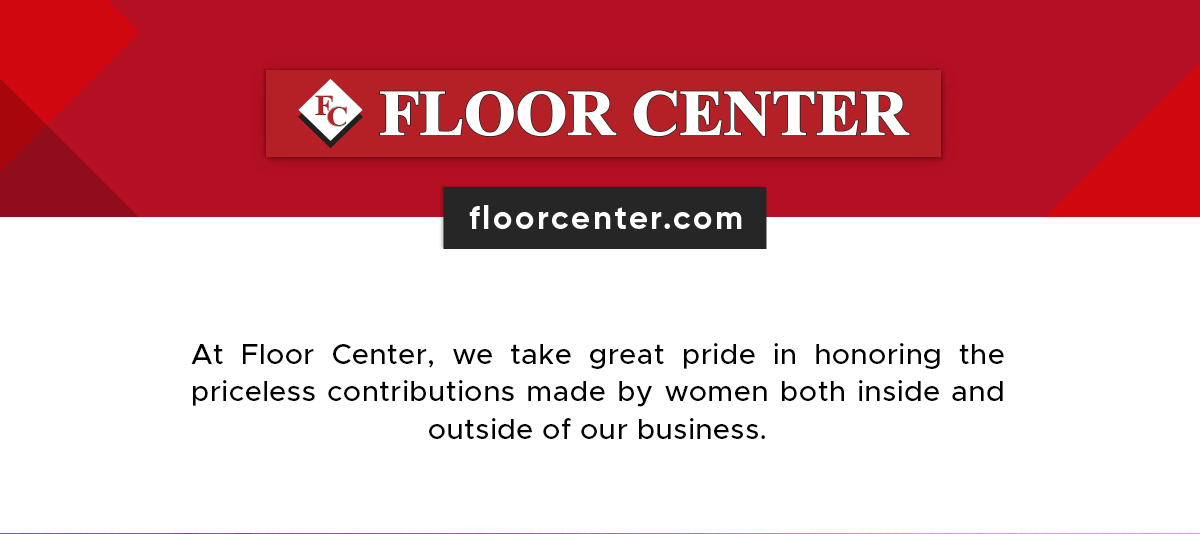 FC FLOOR CENTER
floorcenter.com
At Floor Center, we take great pride in honoring the
priceless contributions made by women both inside and
outside of our business.